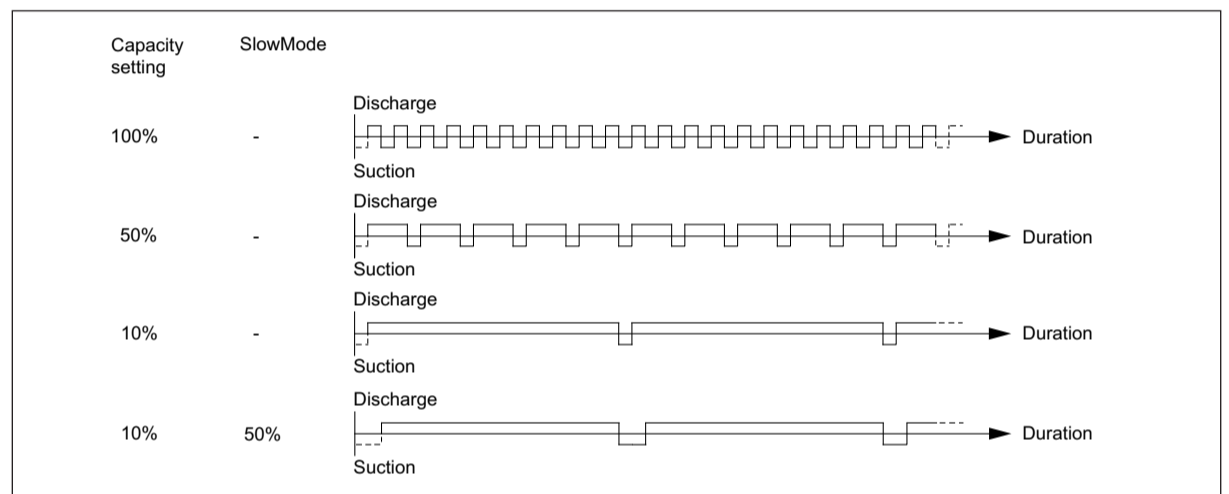 Capacity setting
SlowMode
Discharge
100%
-
Duration
Suction
Discharge
50%
-
Duration
Suction
Discharge
10%
-
Duration
Suction
Discharge
10%
50%
Duration
Suction